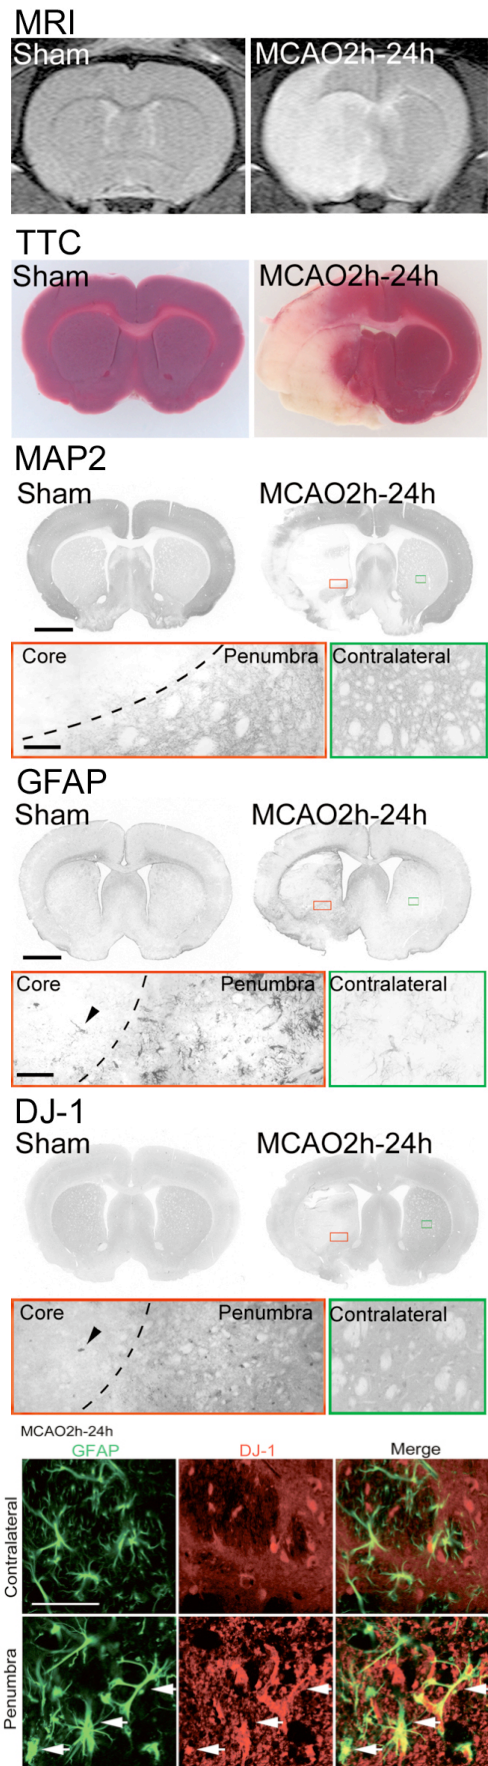 MRI
Sham MCAO2h-24h
TTC
Sham MCAO2h-24h
MAP2
Sham MCAO2h-24h
Core Penumbra Contralateral
GFAP
Sham MCAO2h-24h
Core Penumbra Contralateral
DJ-1
Sham MCAO2h-24h
Core Penumbra Contralateral
MCAO2h-24h
GFAP DJ-1 Merge
Contralateral
Penumbra